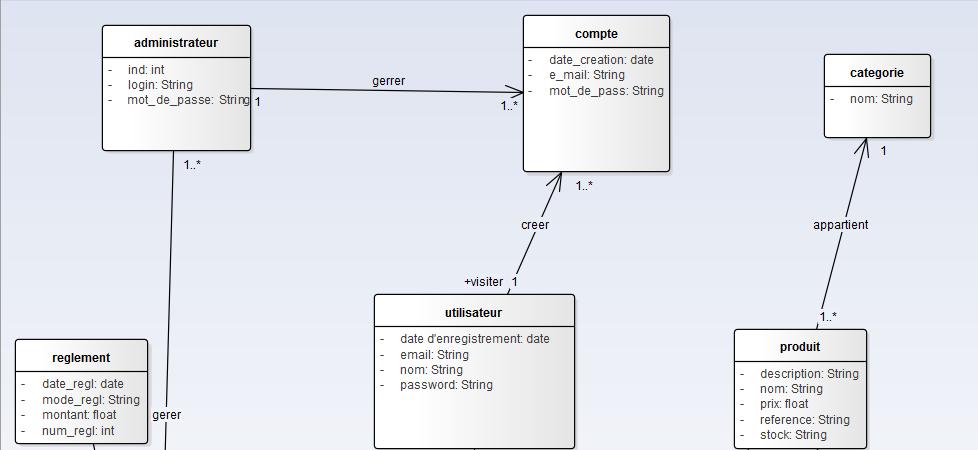 administrateur
- ind: int
- login: String
- mot_de_passe: String
1
1..*
gerrer
1..*
compte
- date_creation: date
- e_mail: String
- mot_de_pass: String
1..*
creer
+visiter 1
categorie
- nom: String
1
appartient
1..*
utilisateur
- date d'enregistrement: date
- email: String
- nom: String
- password: String
produit
- description: String
- nom: String
- prix: float
- reference: String
- stock: String
reglement
- date_regl: date
- mode_regl: String
- montant: float
- num_regl: int
gerer